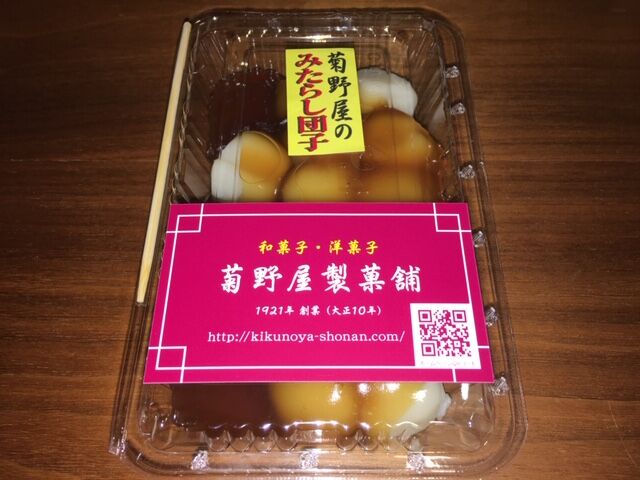 菊野屋の
みたらし団子
和菓子・洋菓子
菊野屋製菓舗
1921年 創業 (大正10年)
http://kikunoya-shonan.com/